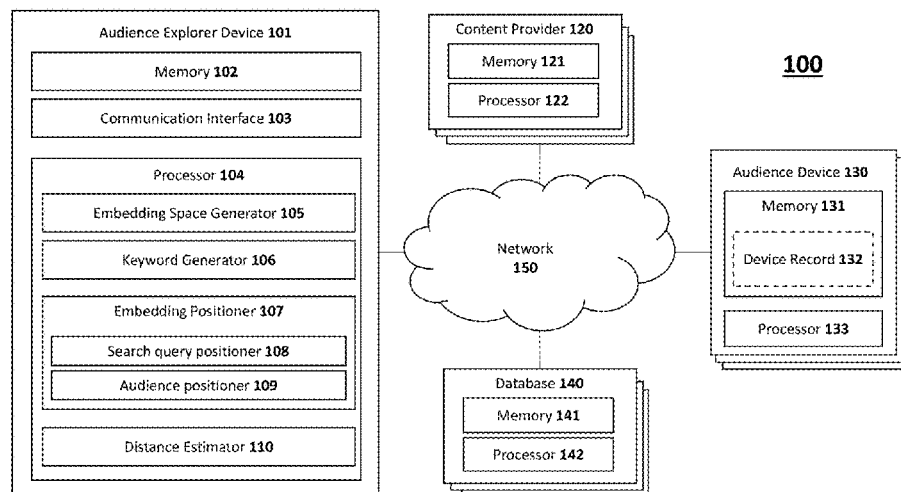 Audience Explorer Device 101
Memory 102
Communication Interface 103
Processor 104
Embedding Space Generator 105
Keyword Generator 106
Embedding Positioner 107
Search query positioner 108
Audience positioner 109
Distance Estimator 110
Content Provider 120
Memory 121
Processor 122
100
Network
150
Audience Device 130
Memory 131
Device Record 132
Processor 133
Database 140
Memory 141
Processor 142